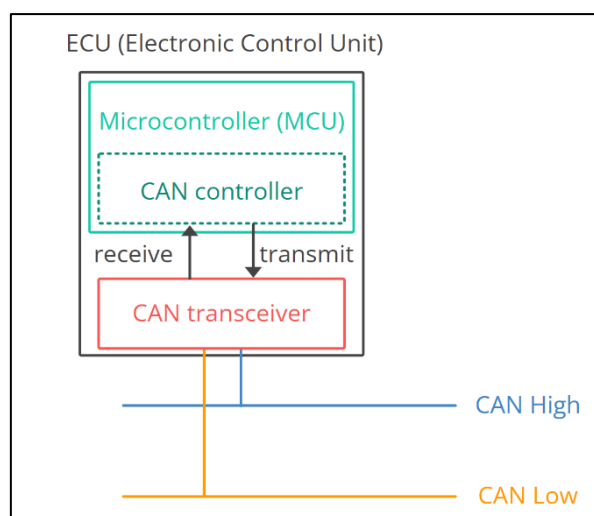 ECU (Electronic Control Unit)
Microcontroller (MCU)
CAN controller
receive
transmit
CAN transceiver
CAN High
CAN Low